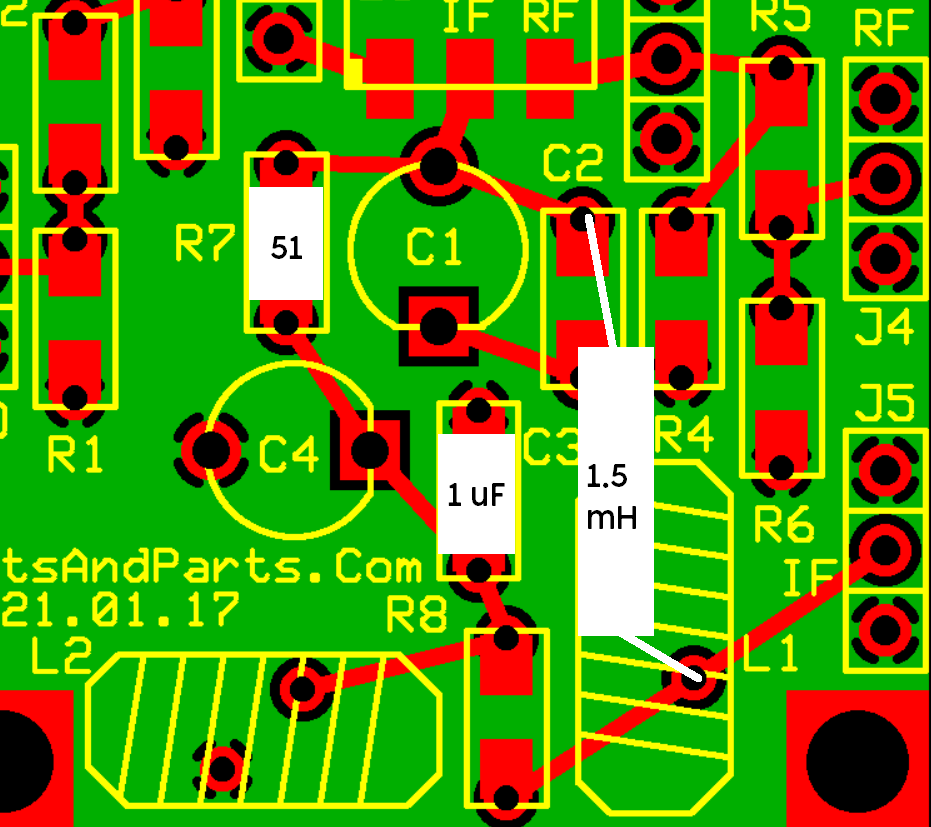 IF RF
R5
RF
C2
R7
51
C1
J4
J5
R1
C4
C3
R4
1 uF
1.5
mH
R6
tsAndParts.Com
IF
21.01.17
R8
L2
L1